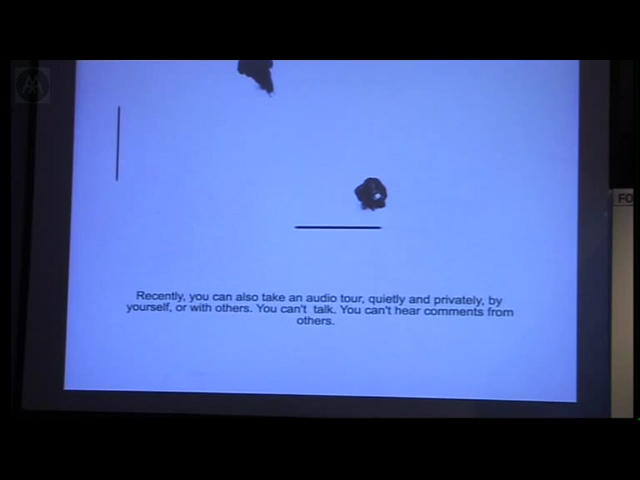 Recently, you can also take an audio tour, quietly and privately, by
yourself, or with others. You can't  talk. You can't hear comments from
others.
FO